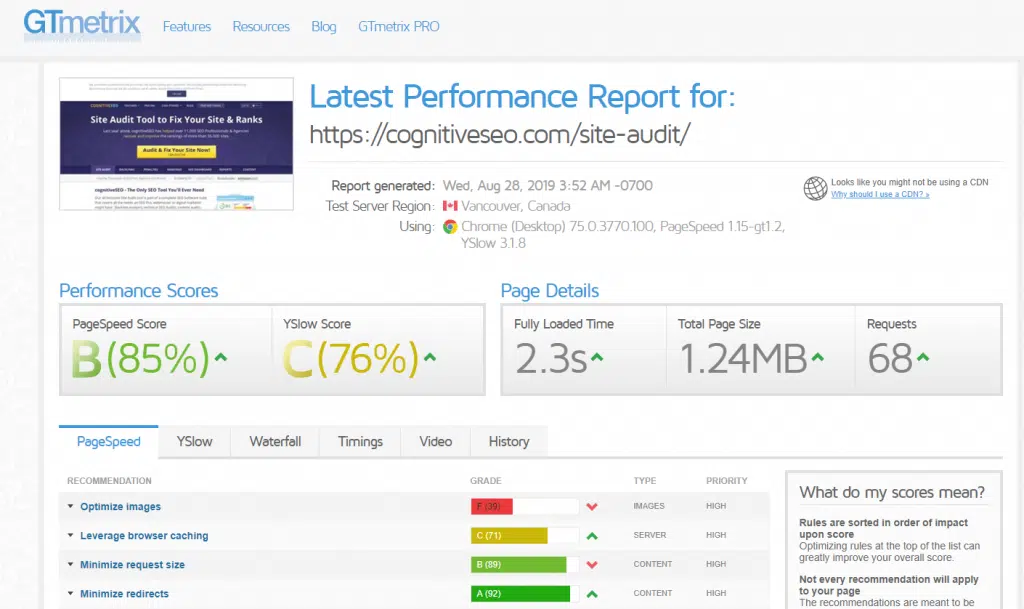 GTmetrix
Features Resources Blog GTmetrix PRO
Site Audit Tool to Fix Your Site & Ranks
Audit & Fix Your Site Now!
cognitiveSEO - The Only SEO Tool You'll Ever Need
Latest Performance Report for:
https://cognitiveseo.com/site-audit/
Report generated: Wed, Aug 28, 2019 3:52 AM -0700
Test Server Region: Vancouver, Canada
Using: Chrome (Desktop) 75.0.3770.100, PageSpeed 1.15-gt1.2,
YSlow 3.1.8
Looks like you might not be using a CDN
Why should I use a CDN? »
Performance Scores
PageSpeed Score YSlow Score
B(85%) C(76%)
Page Details
Fully Loaded Time Total Page Size Requests
2.3s 1.24MB 68
PageSpeed YSlow Waterfall Timings Video History
RECOMMENDATION GRADE TYPE PRIORITY
Optimize images F (39) IMAGES HIGH
Leverage browser caching C (71) SERVER HIGH
Minimize request size B (89) CONTENT HIGH
Minimize redirects A (92) CONTENT HIGH
What do my scores mean?
Rules are sorted in order of impact
upon score
Optimizing rules at the top of the list can
greatly improve your overall score.
Not every recommendation will apply
to your page
The recommendations are meant to be